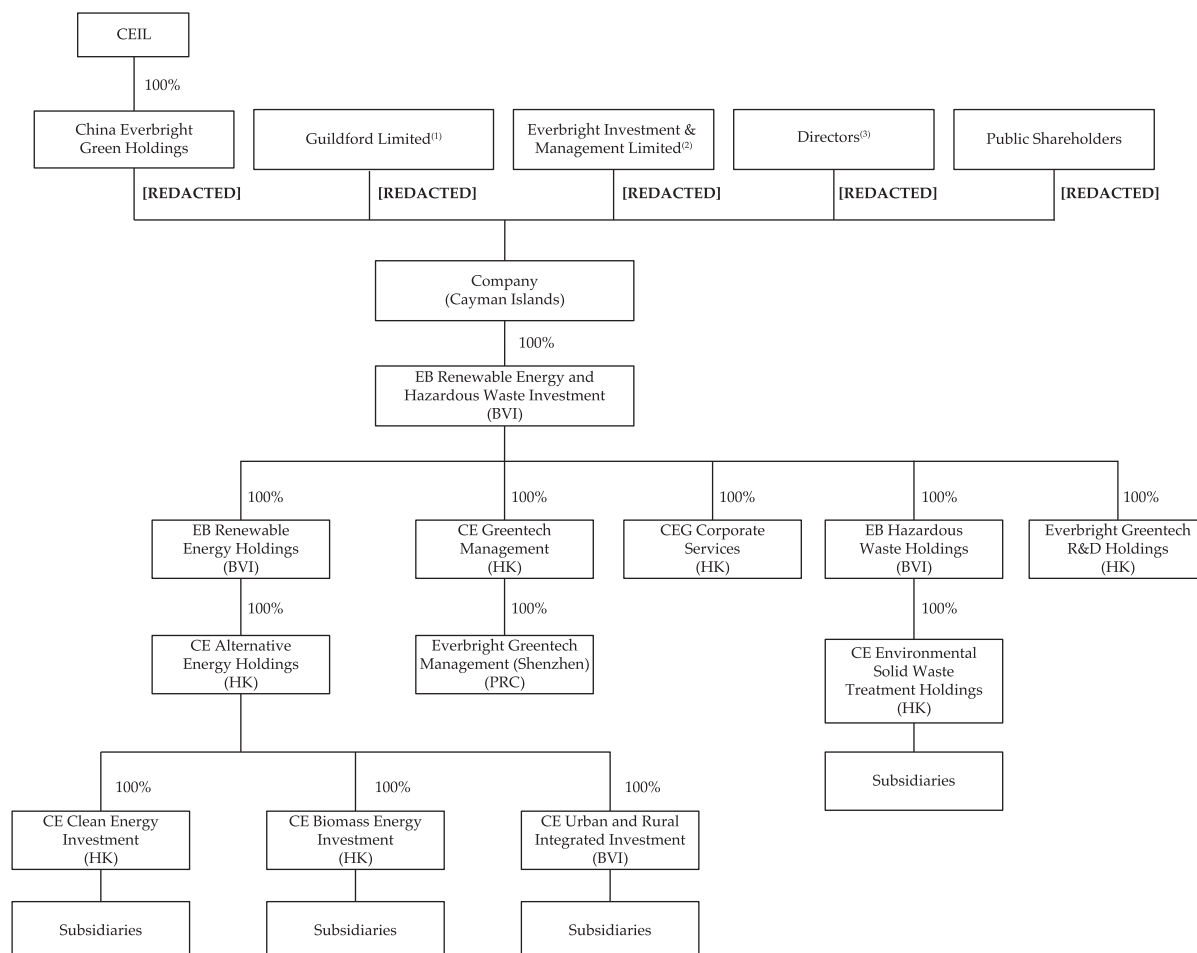 CEIL
100%
China Everbright
Green Holdings
Guildford Limited(1)
Everbright Investment &
Management Limited(2)
Directors(3)
Public Shareholders
[REDACTED]
[REDACTED]
[REDACTED]
[REDACTED]
[REDACTED]
Company
(Cayman Islands)
100%
EB Renewable Energy and
Hazardous Waste Investment
(BVI)
100%
100%
100%
100%
100%
EB Renewable
Energy Holdings
(BVI)
CE Greentech
Management
(HK)
CEG Corporate
Services
(HK)
EB Hazardous
Waste Holdings
(BVI)
Everbright Greentech
R&D Holdings
(HK)
100%
100%
100%
CE Alternative
Energy Holdings
(HK)
Everbright Greentech
Management (Shenzhen)
(PRC)
CE Environmental
Solid Waste
Treatment Holdings
(HK)
Subsidiaries
100%
100%
100%
CE Clean Energy
Investment
(HK)
CE Biomass Energy
Investment
(HK)
CE Urban and Rural
Integrated Investment
(BVI)
Subsidiaries
Subsidiaries
Subsidiaries